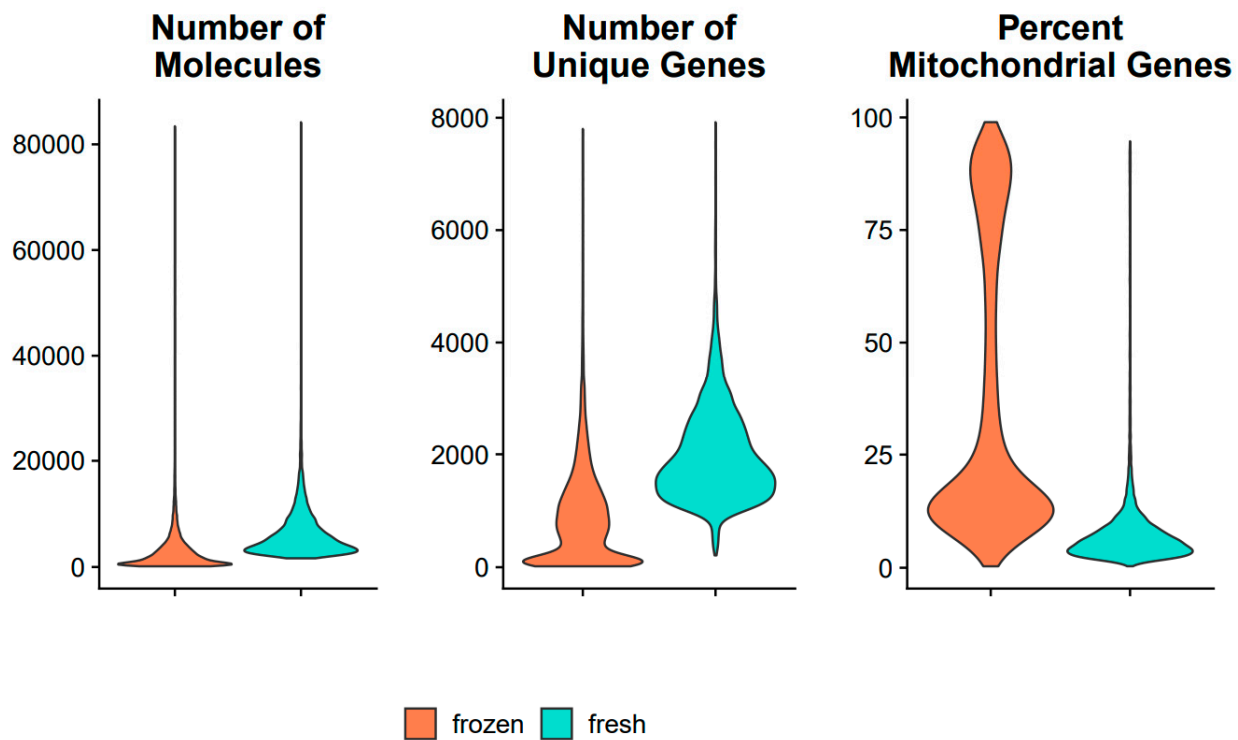 Number of
Molecules
80000
60000
40000
20000
0
Number of
Unique Genes
8000
6000
4000
2000
0
Percent
Mitochondrial Genes
100
75
50
25
0
frozen
fresh